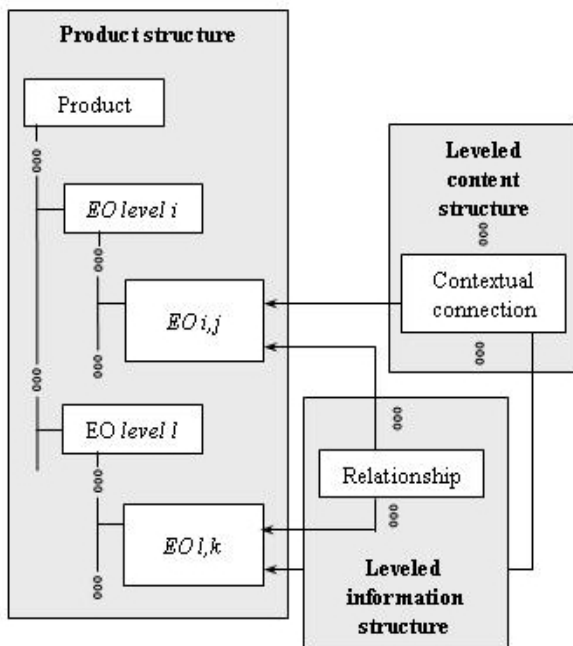 Product structure
Product
EO level i
EO i,j
EO level l
EO l,k
Leveled
content
structure
Contextual
connection
Relationship
Leveled
information
structure